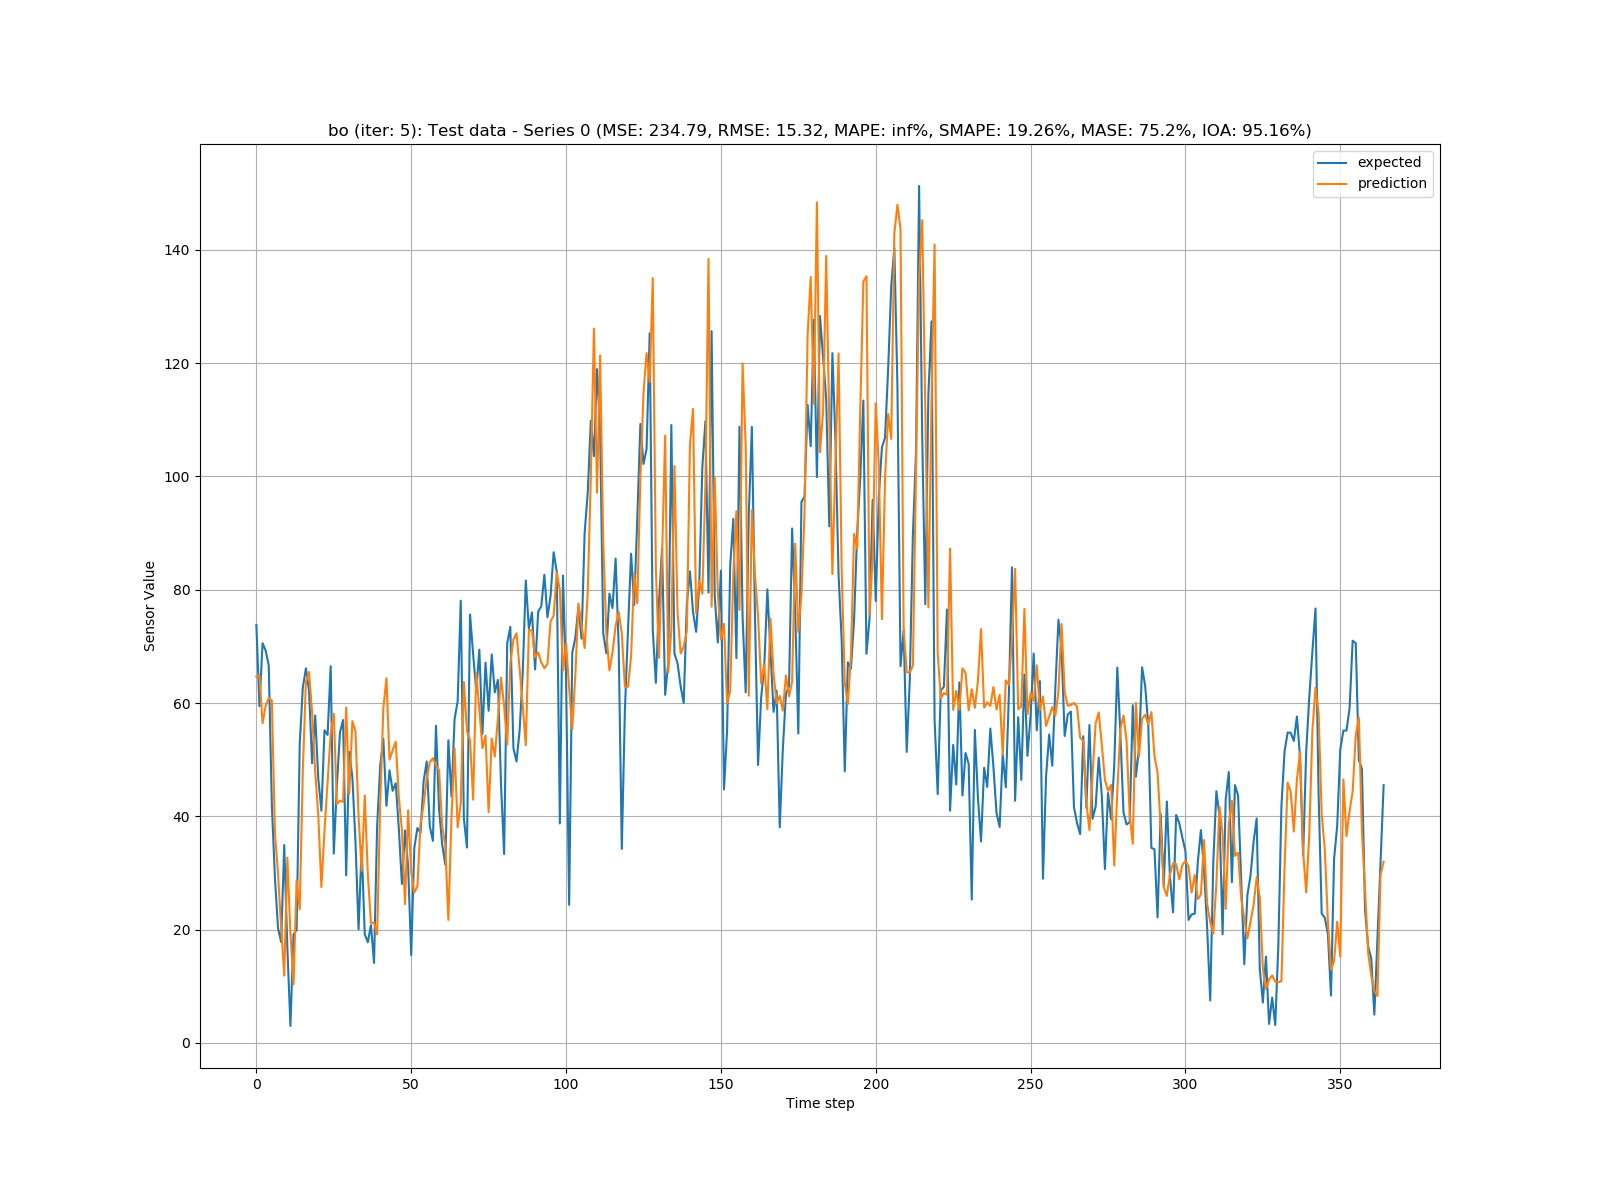 bo (iter: 5): Test data - Series 0 (MSE: 234.79, RMSE: 15.32, MAPE: inf%, SMAPE: 19.26%, MASE: 75.2%, IOA: 95.16%)
expected
prediction
Sensor Value
140
120
100
80
60
40
20
0
0 50 100 150 200 250 300 350
Time step